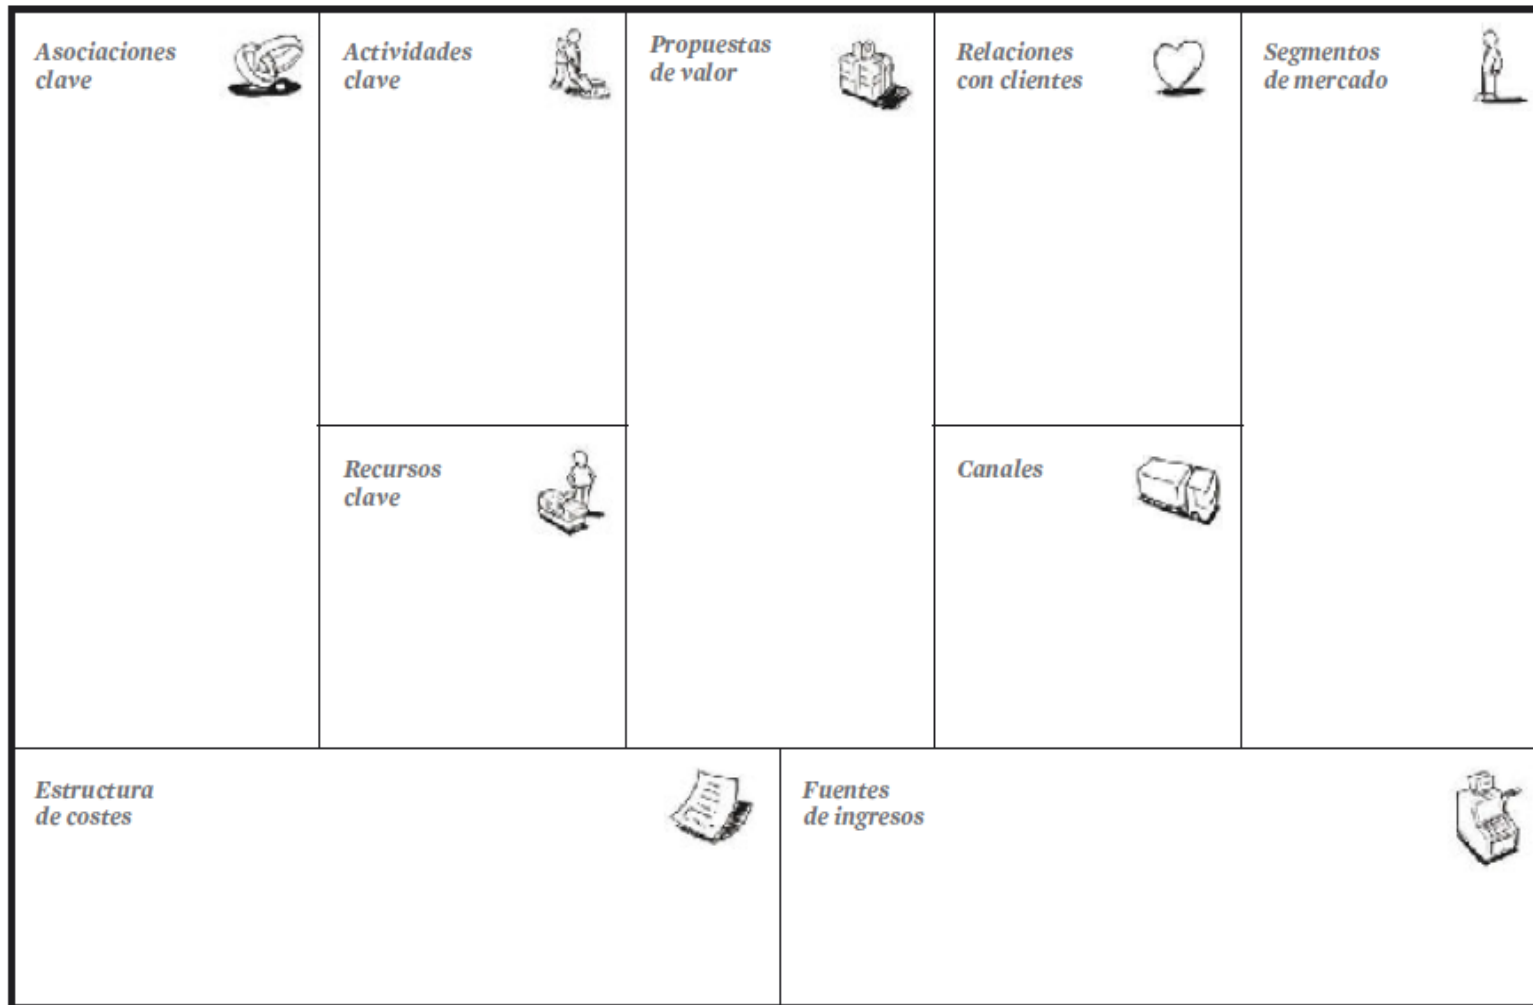 Asociaciones
clave
Actividades
clave
Propuestas
de valor
Relaciones
con clientes
Segmentos
de mercado
Recursos
clave
Canales
Estructura
de costes
Fuentes
de ingresos